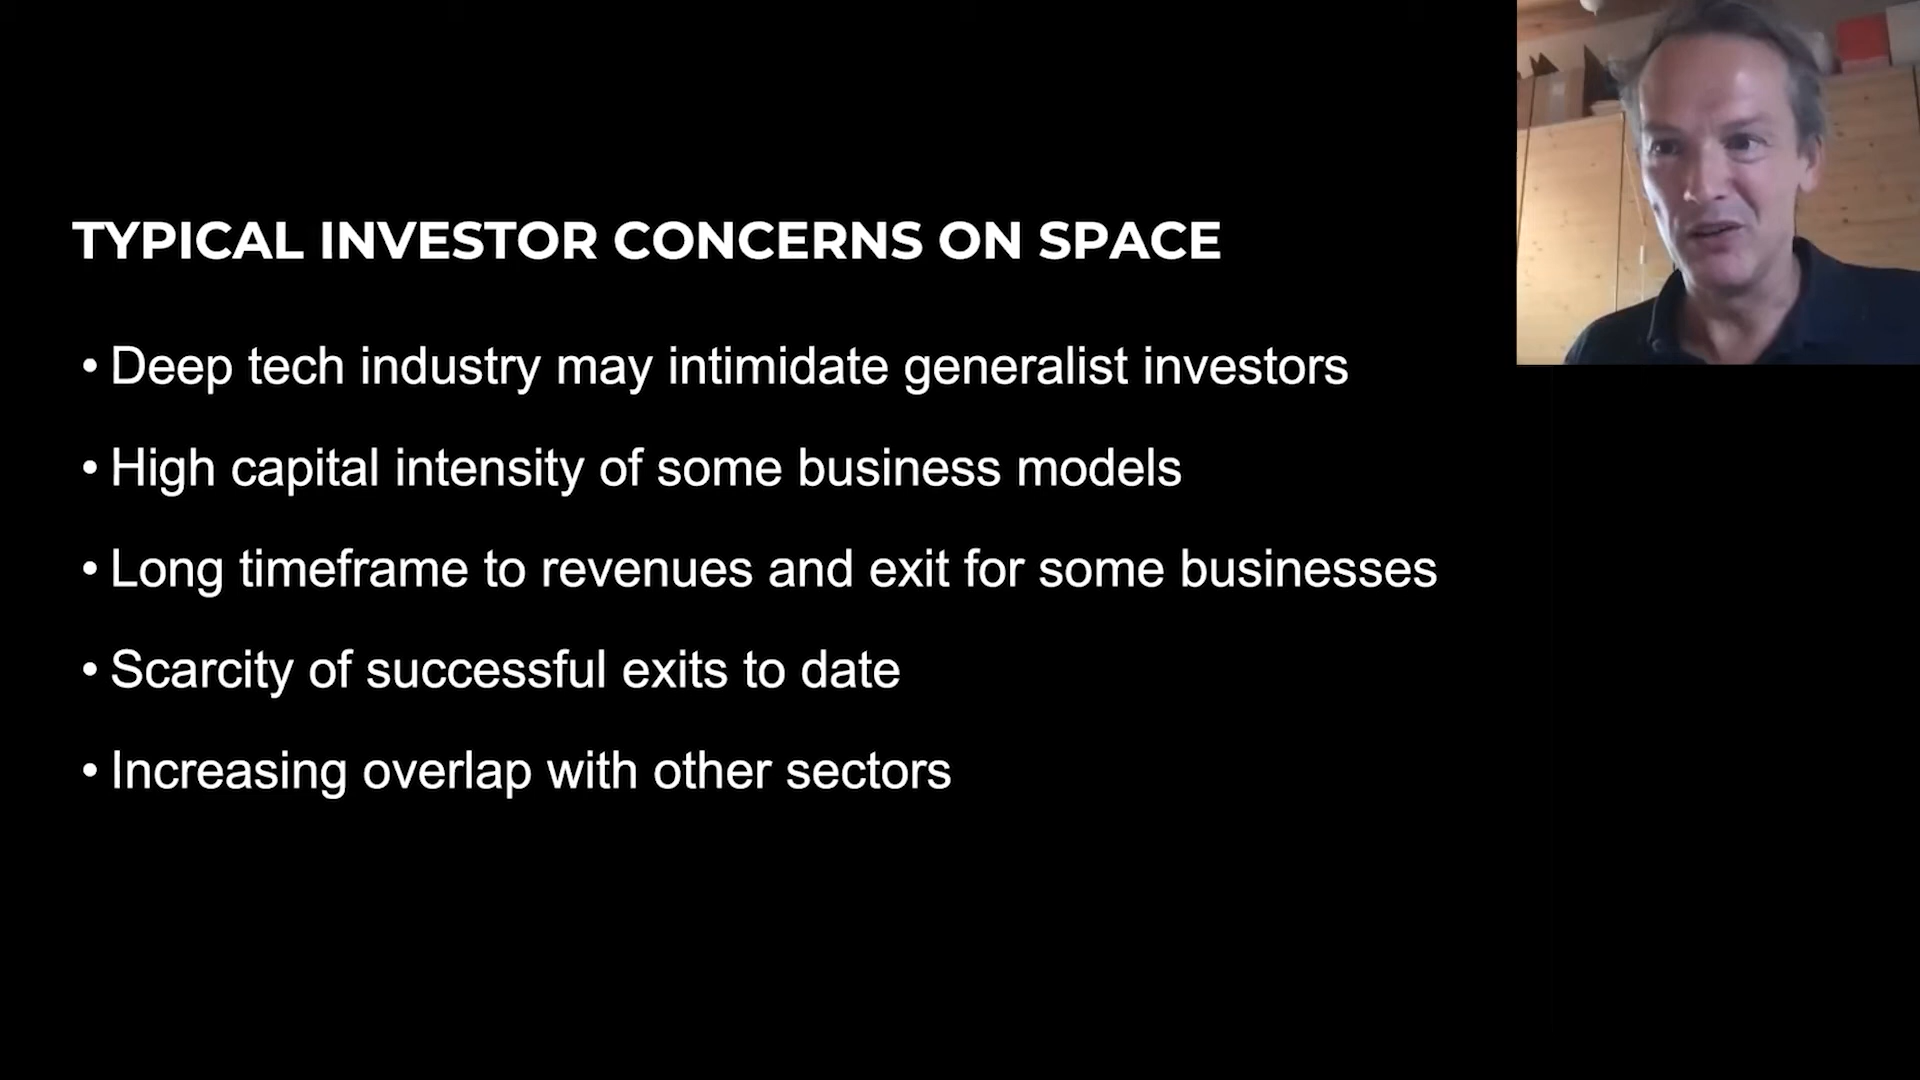 TYPICAL INVESTOR CONCERNS ON SPACE
• Deep tech industry may intimidate generalist investors
• High capital intensity of some business models
• Long timeframe to revenues and exit for some businesses
• Scarcity of successful exits to date
• Increasing overlap with other sectors